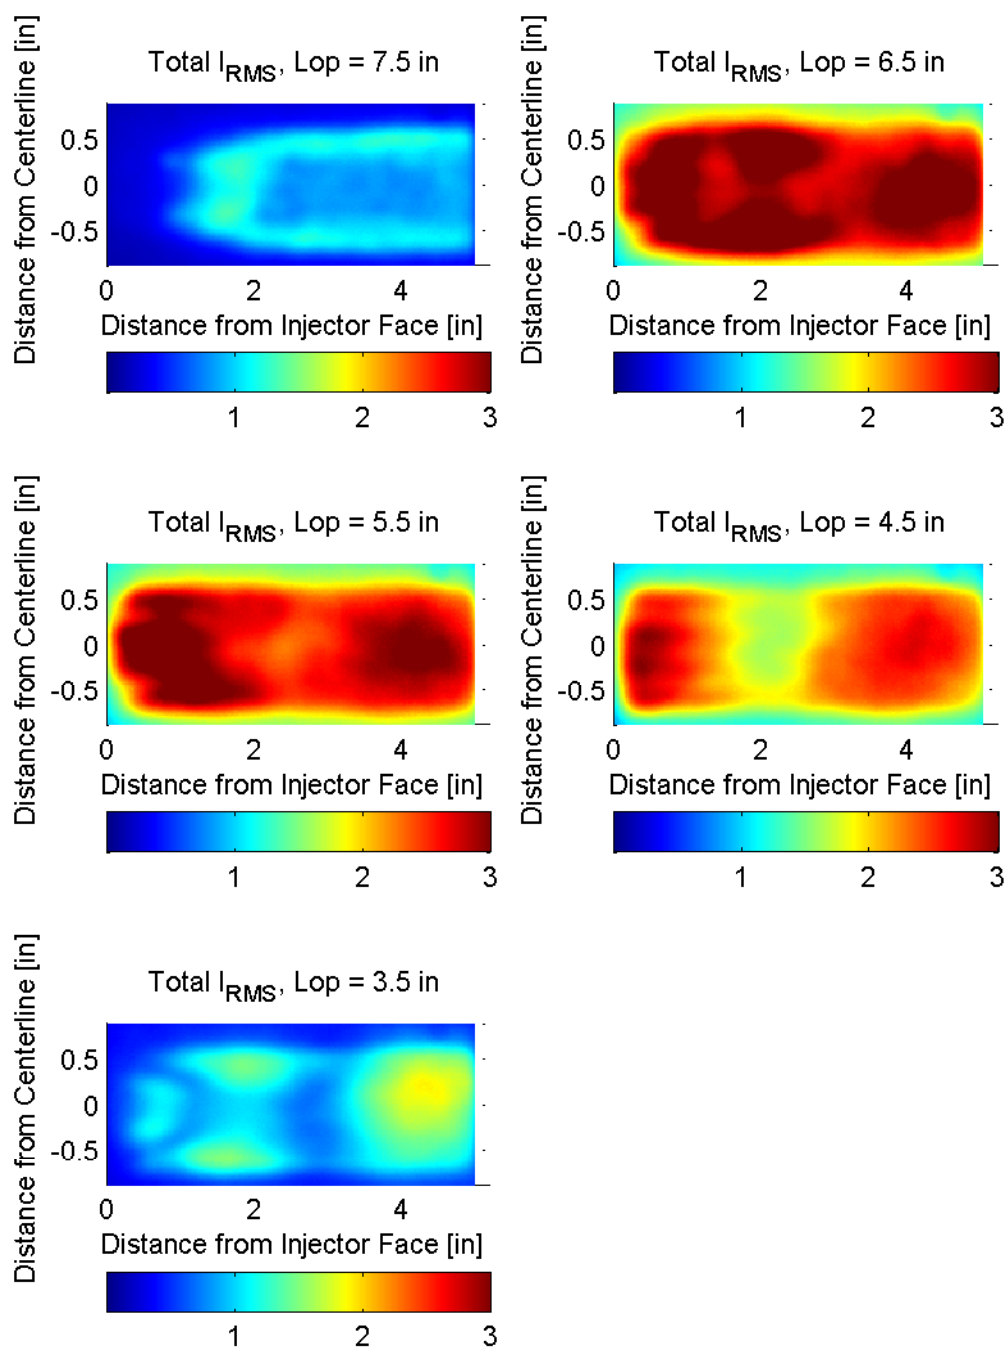 Total I_RMS, Lop = 7.5 in
Distance from Centerline [in]
0.5
0
-0.5
0 2 4
Distance from Injector Face [in]
1 2 3
Total I_RMS, Lop = 6.5 in
Distance from Centerline [in]
0.5
0
-0.5
0 2 4
Distance from Injector Face [in]
1 2 3
Total I_RMS, Lop = 5.5 in
Distance from Centerline [in]
0.5
0
-0.5
0 2 4
Distance from Injector Face [in]
1 2 3
Total I_RMS, Lop = 4.5 in
Distance from Centerline [in]
0.5
0
-0.5
0 2 4
Distance from Injector Face [in]
1 2 3
Total I_RMS, Lop = 3.5 in
Distance from Centerline [in]
0.5
0
-0.5
0 2 4
Distance from Injector Face [in]
1 2 3